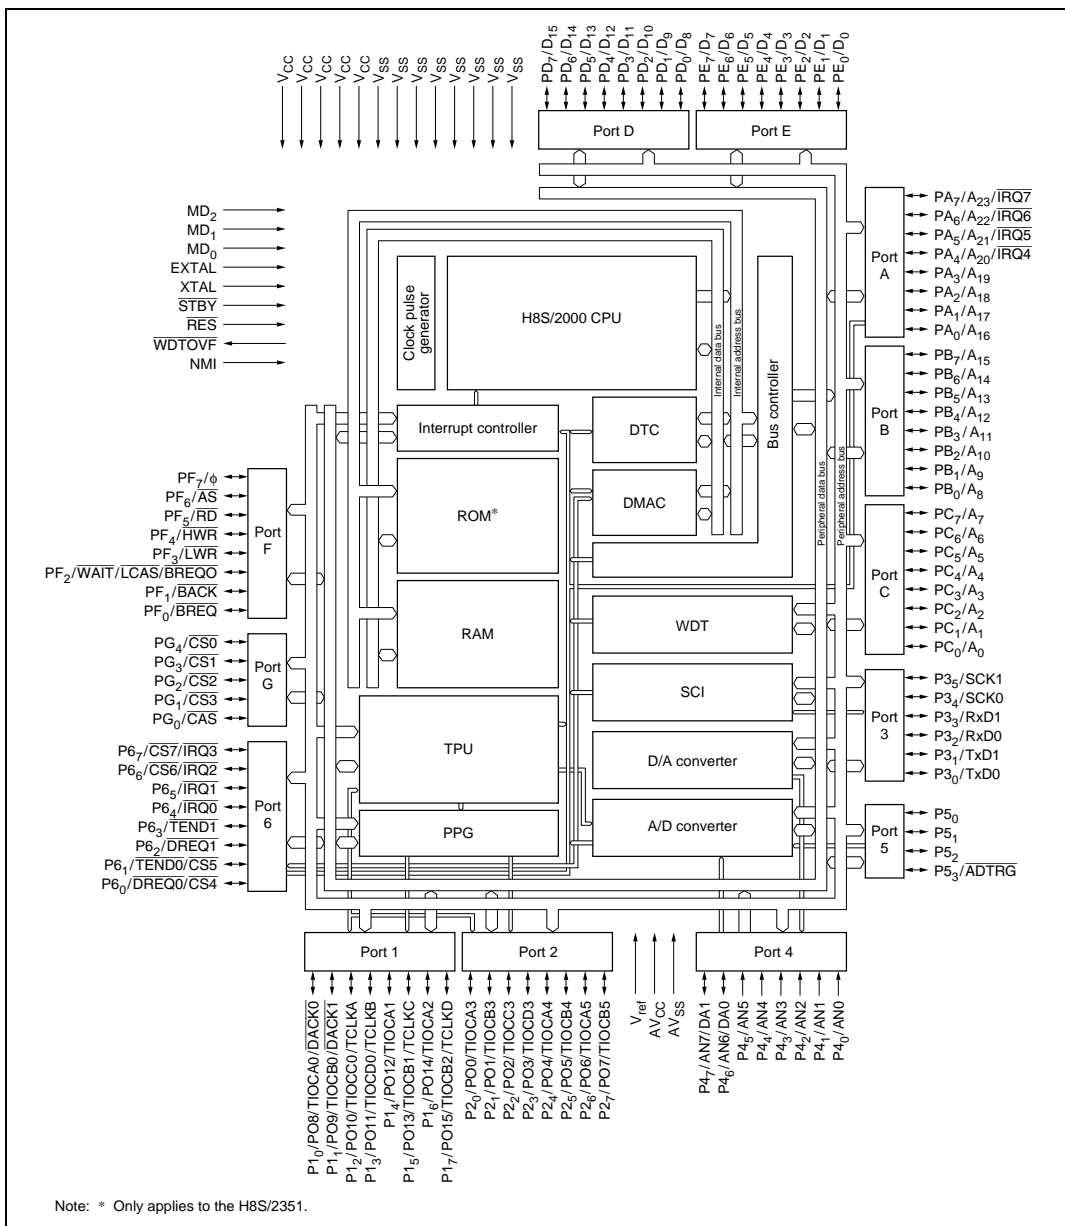 VCC VCC VCC VCC VCC VSS VSS VSS VSS VSS VSS VSS VSS
PD7/D15
PD6/D14
PD5/D13
PD4/D12
PD3/D11
PD2/D10
PD1/D9
PD0/D8
PE7/D7
PE6/D6
PE5/D5
PE4/D4
PE3/D3
PE2/D2
PE1/D1
PE0/D0
Port D
Port E
MD2
MD1
MD0
EXTAL
XTAL
STBY
RES
WDTOVF
NMI
Clock pulse generator
H8S/2000 CPU
Internal data bus
Internal address bus
Bus controller
Peripheral data bus
Peripheral address bus
Interrupt controller
DTC
ROM*
DMAC
RAM
WDT
SCI
TPU
D/A converter
PPG
A/D converter
Port A
PA7/A23/IRQ7
PA6/A22/IRQ6
PA5/A21/IRQ5
PA4/A20/IRQ4
PA3/A19
PA2/A18
PA1/A17
PA0/A16
Port B
PB7/A15
PB6/A14
PB5/A13
PB4/A12
PB3/A11
PB2/A10
PB1/A9
PB0/A8
Port C
PC7/A7
PC6/A6
PC5/A5
PC4/A4
PC3/A3
PC2/A2
PC1/A1
PC0/A0
Port 3
P35/SCK1
P34/SCK0
P33/RxD1
P32/RxD0
P31/TxD1
P30/TxD0
Port 5
P50
P51
P52
P53/ADTRG
PF7/ϕ
PF6/AS
PF5/RD
PF4/HWR
PF3/LWR
PF2/WAIT/LCAS/BREQO
PF1/BACK
PF0/BREQ
Port F
PG4/CS0
PG3/CS1
PG2/CS2
PG1/CS3
PG0/CAS
Port G
P67/CS7/IRQ3
P66/CS6/IRQ2
P65/IRQ1
P64/IRQ0
P63/TEND1
P62/DREQ1
P61/TEND0/CS5
P60/DREQ0/CS4
Port 6
Port 1
Port 2
Port 4
P10/PO8/TIOCA0/DACK0
P11/PO9/TIOCB0/DACK1
P12/PO10/TIOCC0/TCLKA
P13/PO11/TIOCD0/TCLKB
P14/PO12/TIOCA1
P15/PO13/TIOCB1/TCLKC
P16/PO14/TIOCA2
P17/PO15/TIOCB2/TCLKD
P20/PO0/TIOCA3
P21/PO1/TIOCB3
P22/PO2/TIOCC3
P23/PO3/TIOCD3
P24/PO4/TIOCA4
P25/PO5/TIOCB4
P26/PO6/TIOCA5
P27/PO7/TIOCB5
Vref
AVCC
AVSS
P47/AN7/DA1
P46/AN6/DA0
P45/AN5
P44/AN4
P43/AN3
P42/AN2
P41/AN1
P40/AN0
Note: * Only applies to the H8S/2351.